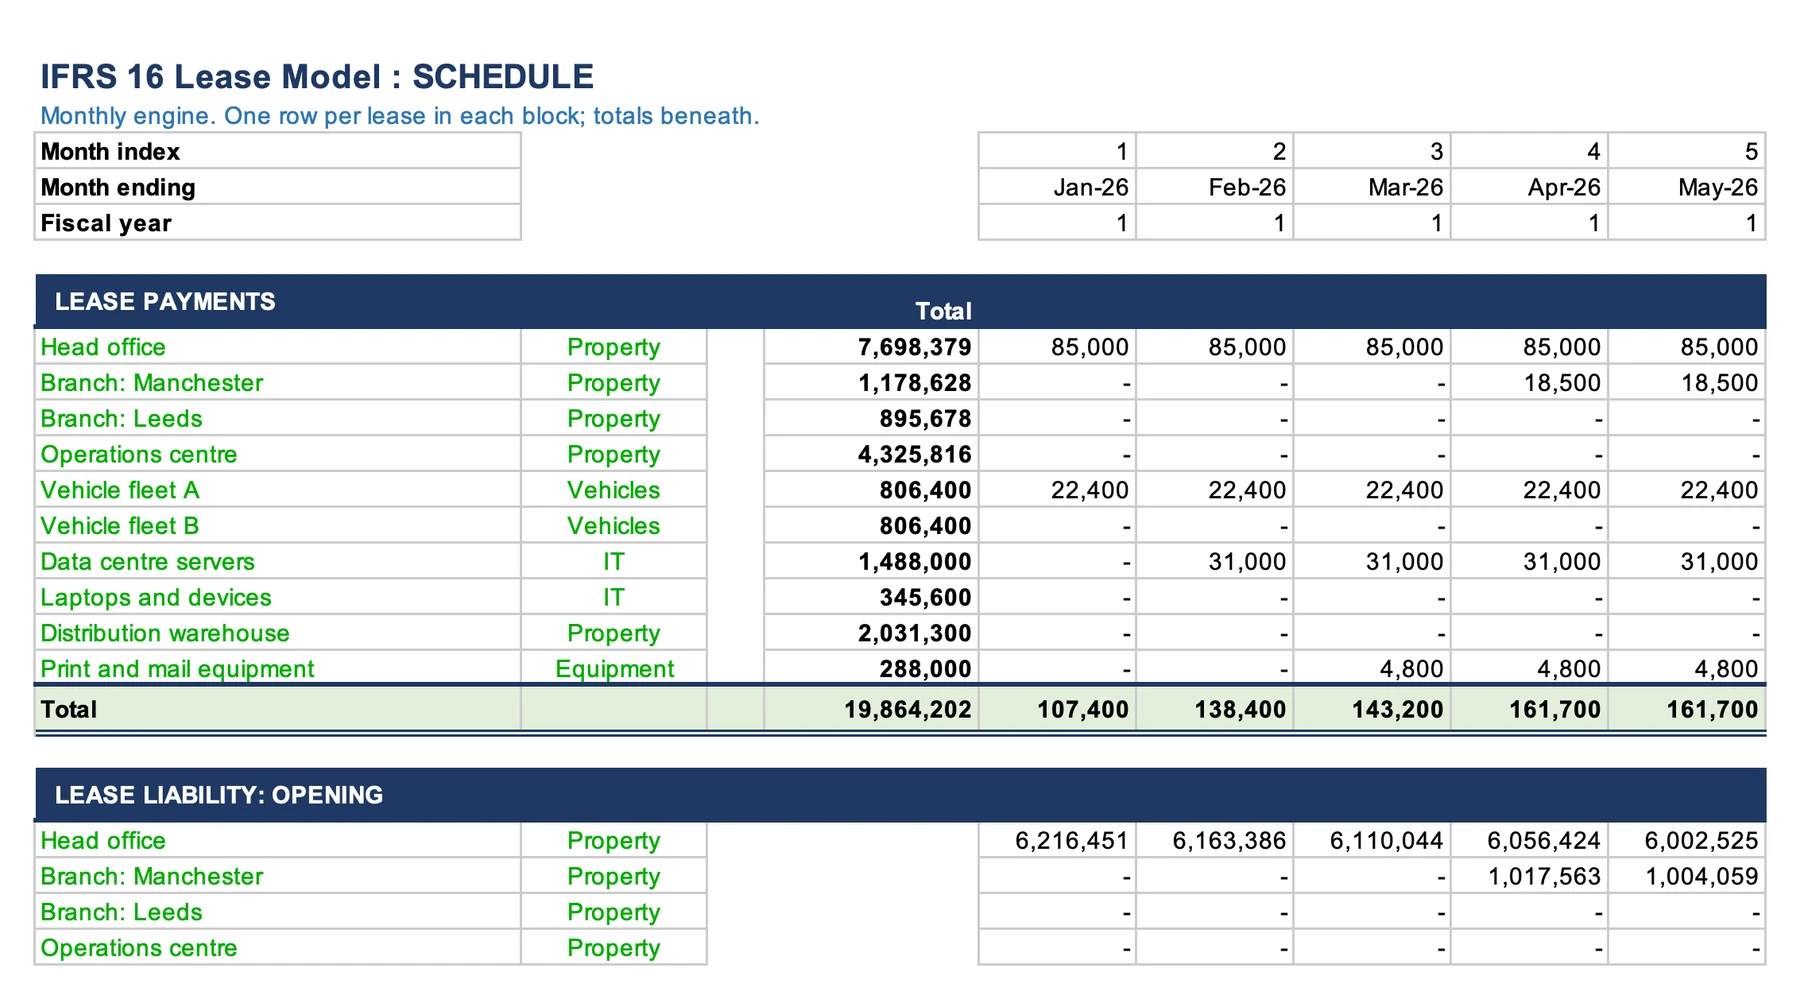 IFRS 16 Lease Model : SCHEDULE
Monthly engine. One row per lease in each block; totals beneath.
Month index 1 2 3 4 5
Month ending Jan-26 Feb-26 Mar-26 Apr-26 May-26
Fiscal year 1 1 1 1 1
LEASE PAYMENTS Total
Head office Property 7,698,379 85,000 85,000 85,000 85,000 85,000
Branch: Manchester Property 1,178,628 - - - 18,500 18,500
Branch: Leeds Property 895,678 - - - - -
Operations centre Property 4,325,816 - - - - -
Vehicle fleet A Vehicles 806,400 22,400 22,400 22,400 22,400 22,400
Vehicle fleet B Vehicles 806,400 - - - - -
Data centre servers IT 1,488,000 - 31,000 31,000 31,000 31,000
Laptops and devices IT 345,600 - - - - -
Distribution warehouse Property 2,031,300 - - - - -
Print and mail equipment Equipment 288,000 - - 4,800 4,800 4,800
Total 19,864,202 107,400 138,400 143,200 161,700 161,700
LEASE LIABILITY: OPENING
Head office Property 6,216,451 6,163,386 6,110,044 6,056,424 6,002,525
Branch: Manchester Property - - - 1,017,563 1,004,059
Branch: Leeds Property - - - - -
Operations centre Property - - - - -